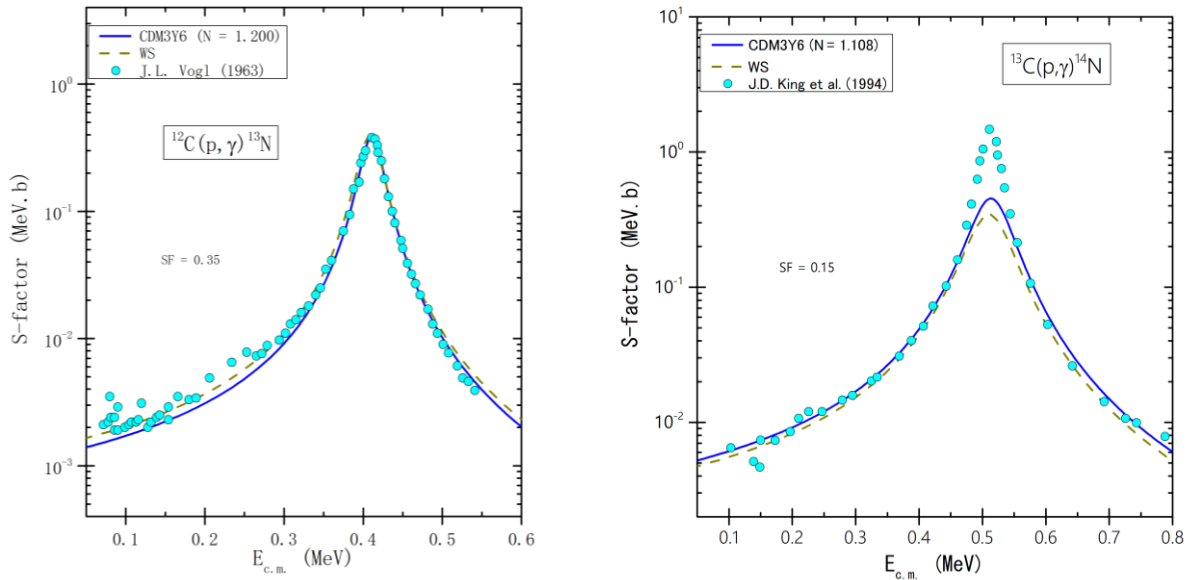 CDM3Y6 (N = 1.200)
WS
J.L. Vogl (1963)
¹²C(p, γ)¹³N
SF = 0.35
S-factor (MeV. b)
10⁰
10⁻¹
10⁻²
10⁻³
0.1 0.2 0.3 0.4 0.5 0.6
E_c.m. (MeV)
CDM3Y6 (N = 1.108)
WS
J.D. King et al. (1994)
¹³C(p,γ)¹⁴N
SF = 0.15
S-factor (MeV.b)
10¹
10⁰
10⁻¹
10⁻²
0.1 0.2 0.3 0.4 0.5 0.6 0.7 0.8
E_c.m. (MeV)